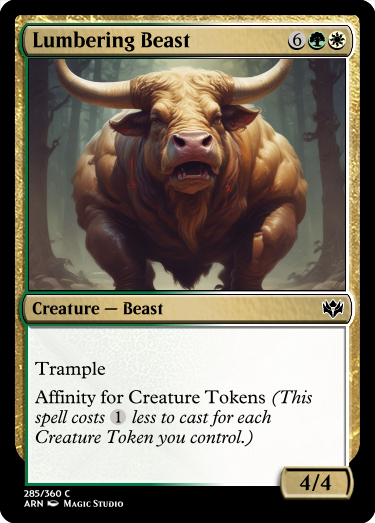 Lumbering Beast 6
Creature — Beast
Trample
Affinity for Creature Tokens (This
spell costs 1 less to cast for each
Creature Token you control.)
4/4
285/360 C
ARN Magic Studio